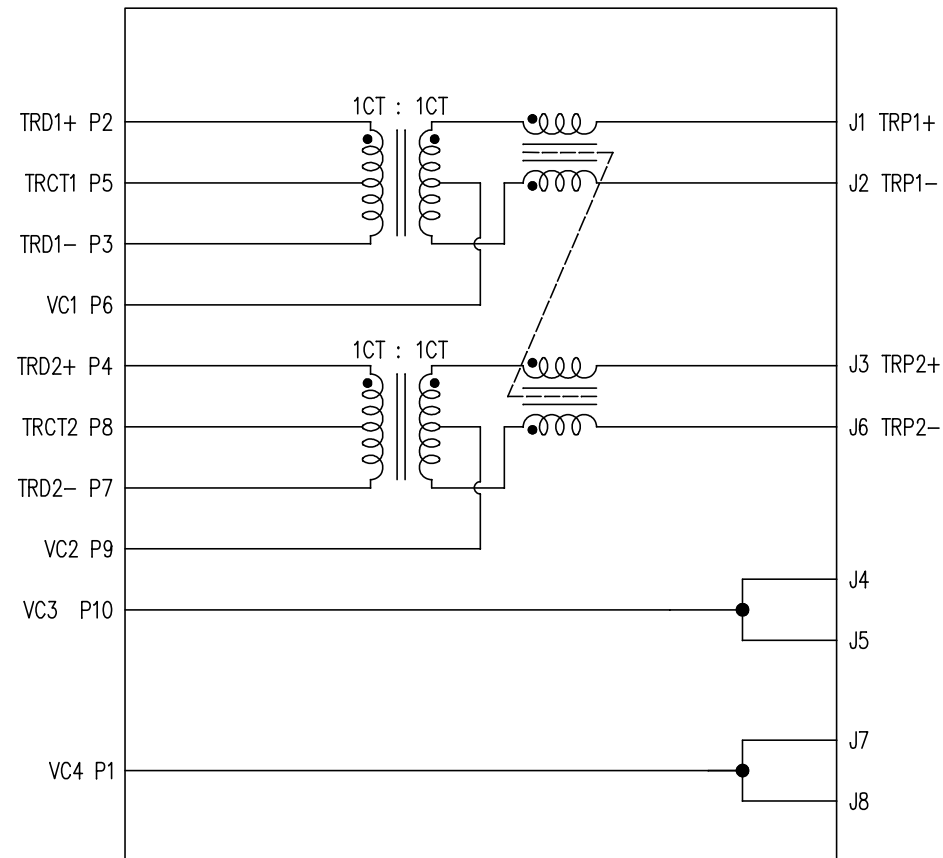 1CT : 1CT
TRD1+ P2
J1 TRP1+
TRCT1 P5
J2 TRP1-
TRD1- P3
VC1 P6
1CT : 1CT
TRD2+ P4
J3 TRP2+
TRCT2 P8
J6 TRP2-
TRD2- P7
VC2 P9
J4
VC3 P10
J5
J7
VC4 P1
J8